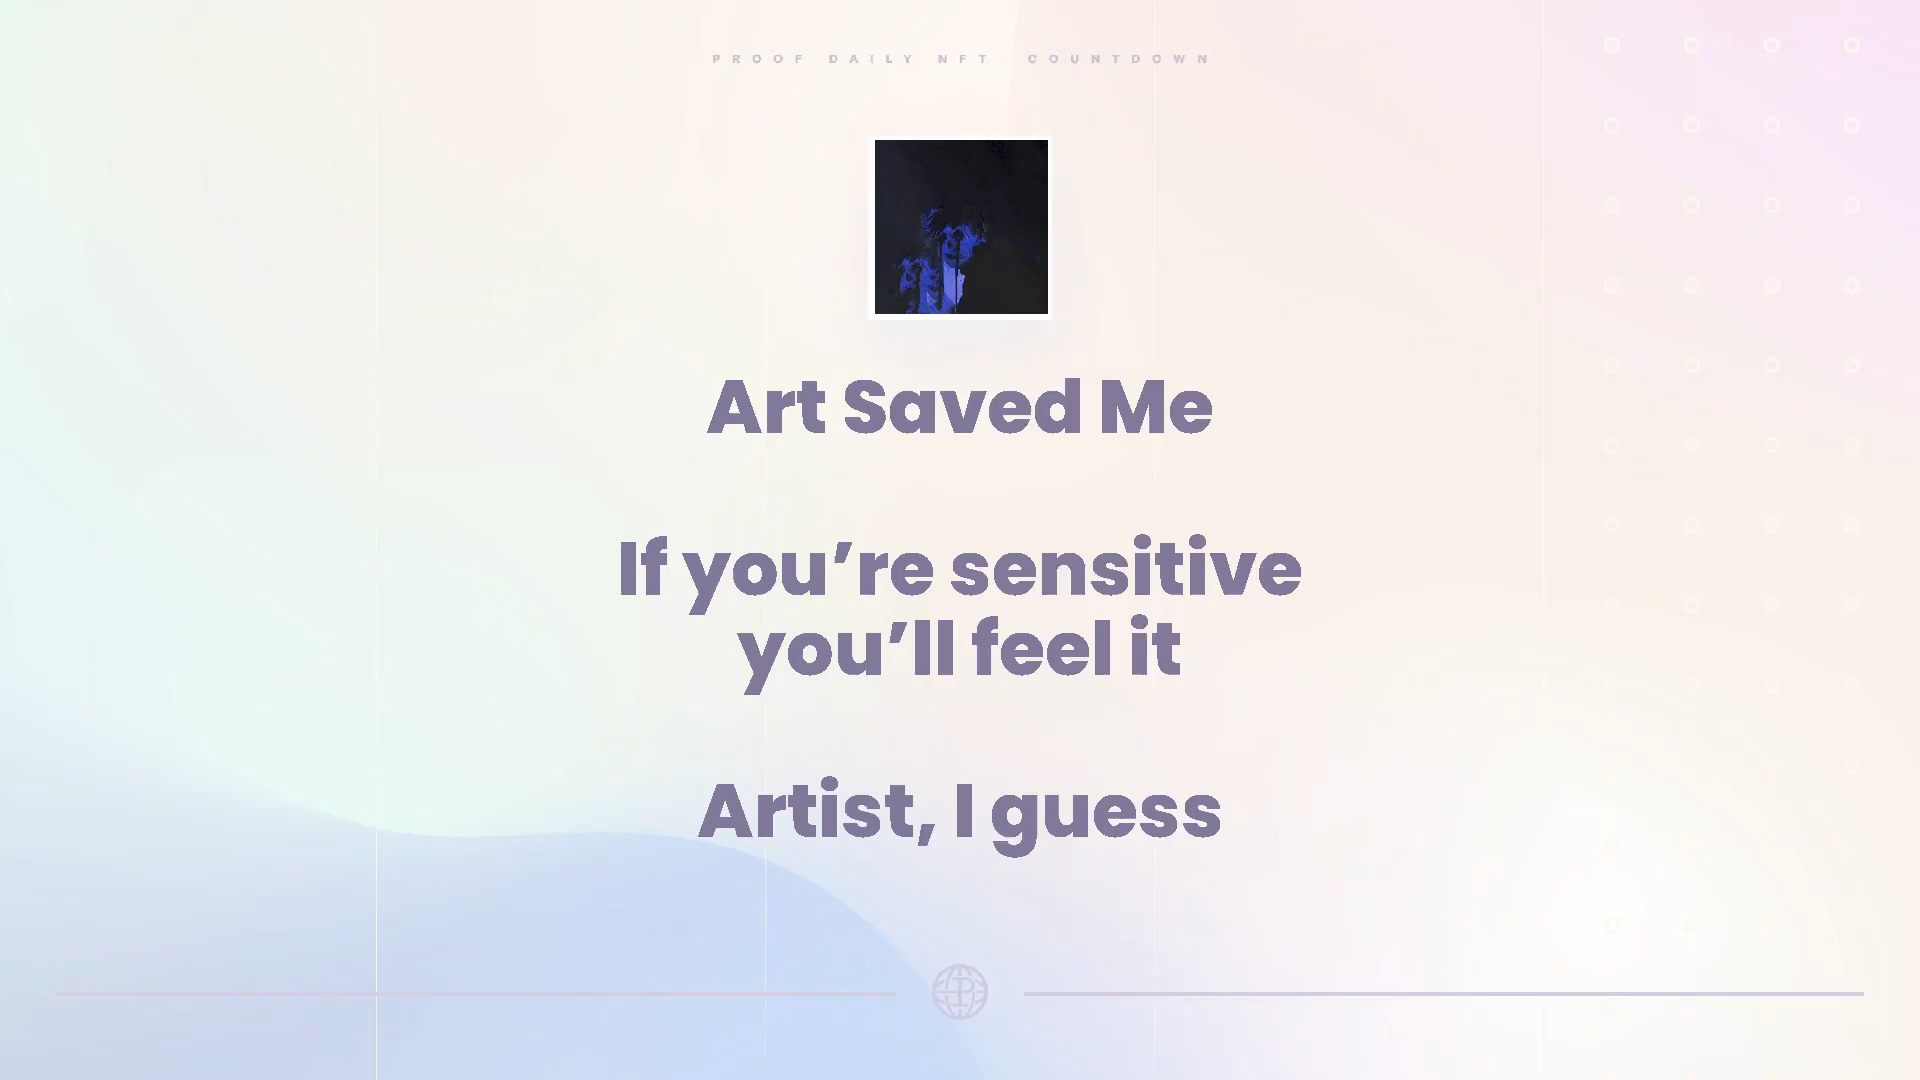 PROOF DAILY NFT COUNTDOWN
Art Saved Me
If you’re sensitive
you’ll feel it
Artist, I guess
P